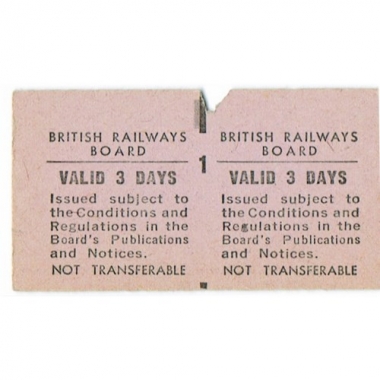 BRITISH RAILWAYS
BOARD
VALID 3 DAYS
Issued subject to
the Conditions and
Regulations in the
Board's Publications
and Notices.
NOT TRANSFERABLE
1
BRITISH RAILWAYS
BOARD
VALID 3 DAYS
Issued subject to
the Conditions and
Regulations in the
Board's Publications
and Notices.
NOT TRANSFERABLE